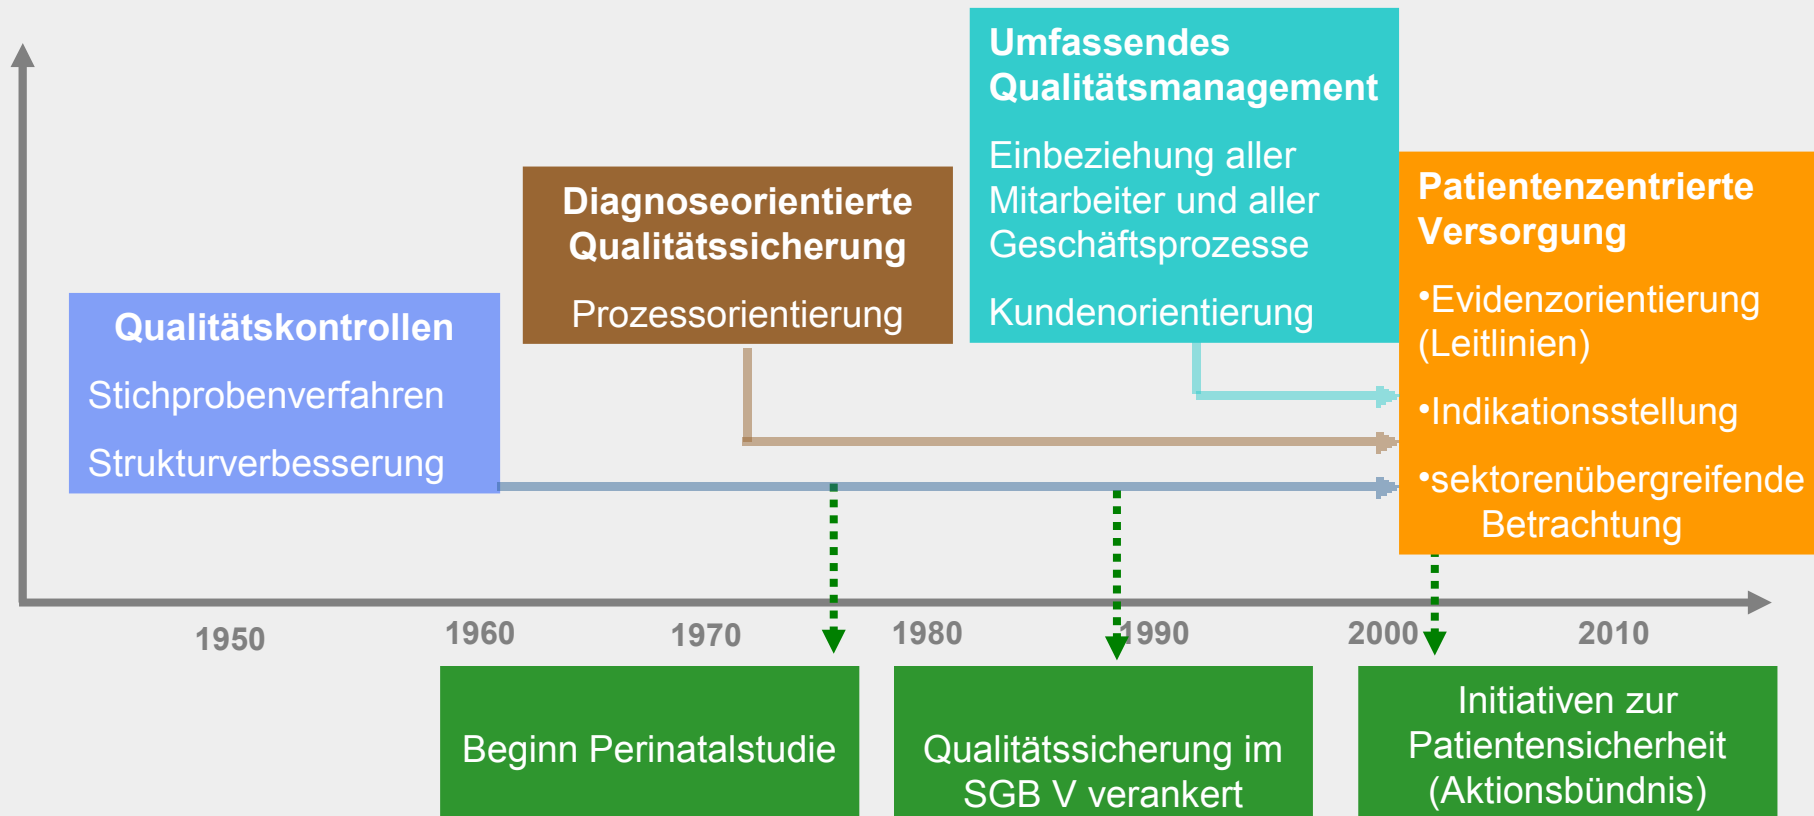 Qualitätskontrollen
Stichprobenverfahren
Strukturverbesserung
Diagnoseorientierte
Qualitätssicherung
Prozessorientierung
Umfassendes
Qualitätsmanagement
Einbeziehung aller
Mitarbeiter und aller
Geschäftsprozesse
Kundenorientierung
Patientenzentrierte
Versorgung
•Evidenzorientierung
(Leitlinien)
•Indikationsstellung
•sektorenübergreifende
Betrachtung
1950
1960
1970
1980
1990
2000
2010
Beginn Perinatalstudie
Qualitätssicherung im
SGB V verankert
Initiativen zur
Patientensicherheit
(Aktionsbündnis)